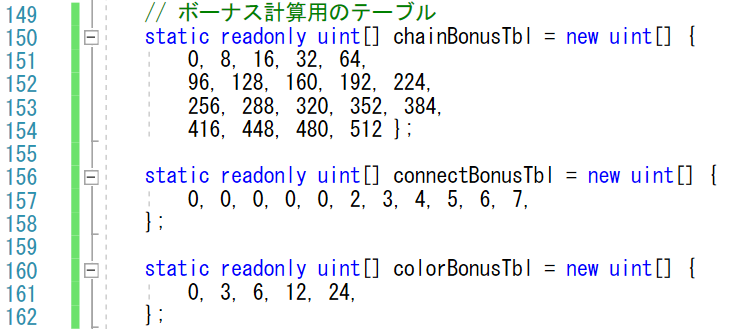 149 // ボーナス計算用のテーブル
150 static readonly uint[] chainBonusTbl = new uint[] {
151 0, 8, 16, 32, 64,
152 96, 128, 160, 192, 224,
153 256, 288, 320, 352, 384,
154 416, 448, 480, 512 };
155
156 static readonly uint[] connectBonusTbl = new uint[] {
157 0, 0, 0, 0, 0, 2, 3, 4, 5, 6, 7,
158 };
159
160 static readonly uint[] colorBonusTbl = new uint[] {
161 0, 3, 6, 12, 24,
162 };